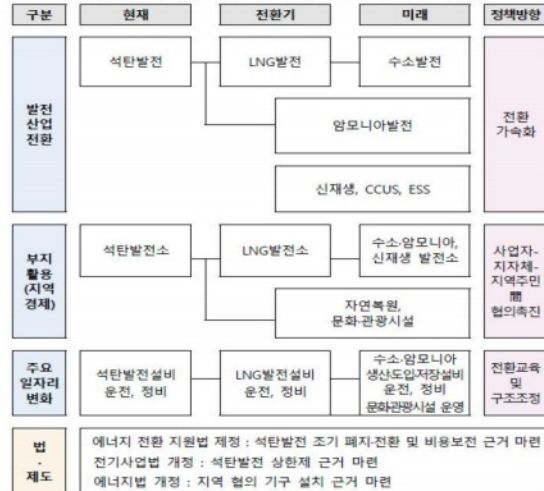 구분 현재 전환기 미래 정책방향
발전
산업
전환
석탄발전 LNG발전 수소발전
암모니아발전
신재생, CCUS, ESS
전환
가속화
부지
활용
(지역
경제)
석탄발전소 LNG발전소 수소·암모니아,
신재생 발전소
자연복원,
문화·관광시설
사업자-
지자체-
지역주민
間
협의촉진
주요
일자리
변화
석탄발전설비
운전, 정비
LNG발전설비
운전, 정비
수소·암모니아
생산도입저장설비
운전, 정비
문화관광시설 운영
전환교육
및
구조조정
법
·
제도
에너지 전환 지원법 제정 : 석탄발전 조기 폐지·전환 및 비용보전 근거 마련
전기사업법 개정 : 석탄발전 상한제 근거 마련
에너지법 개정 : 지역 협의 기구 설치 근거 마련